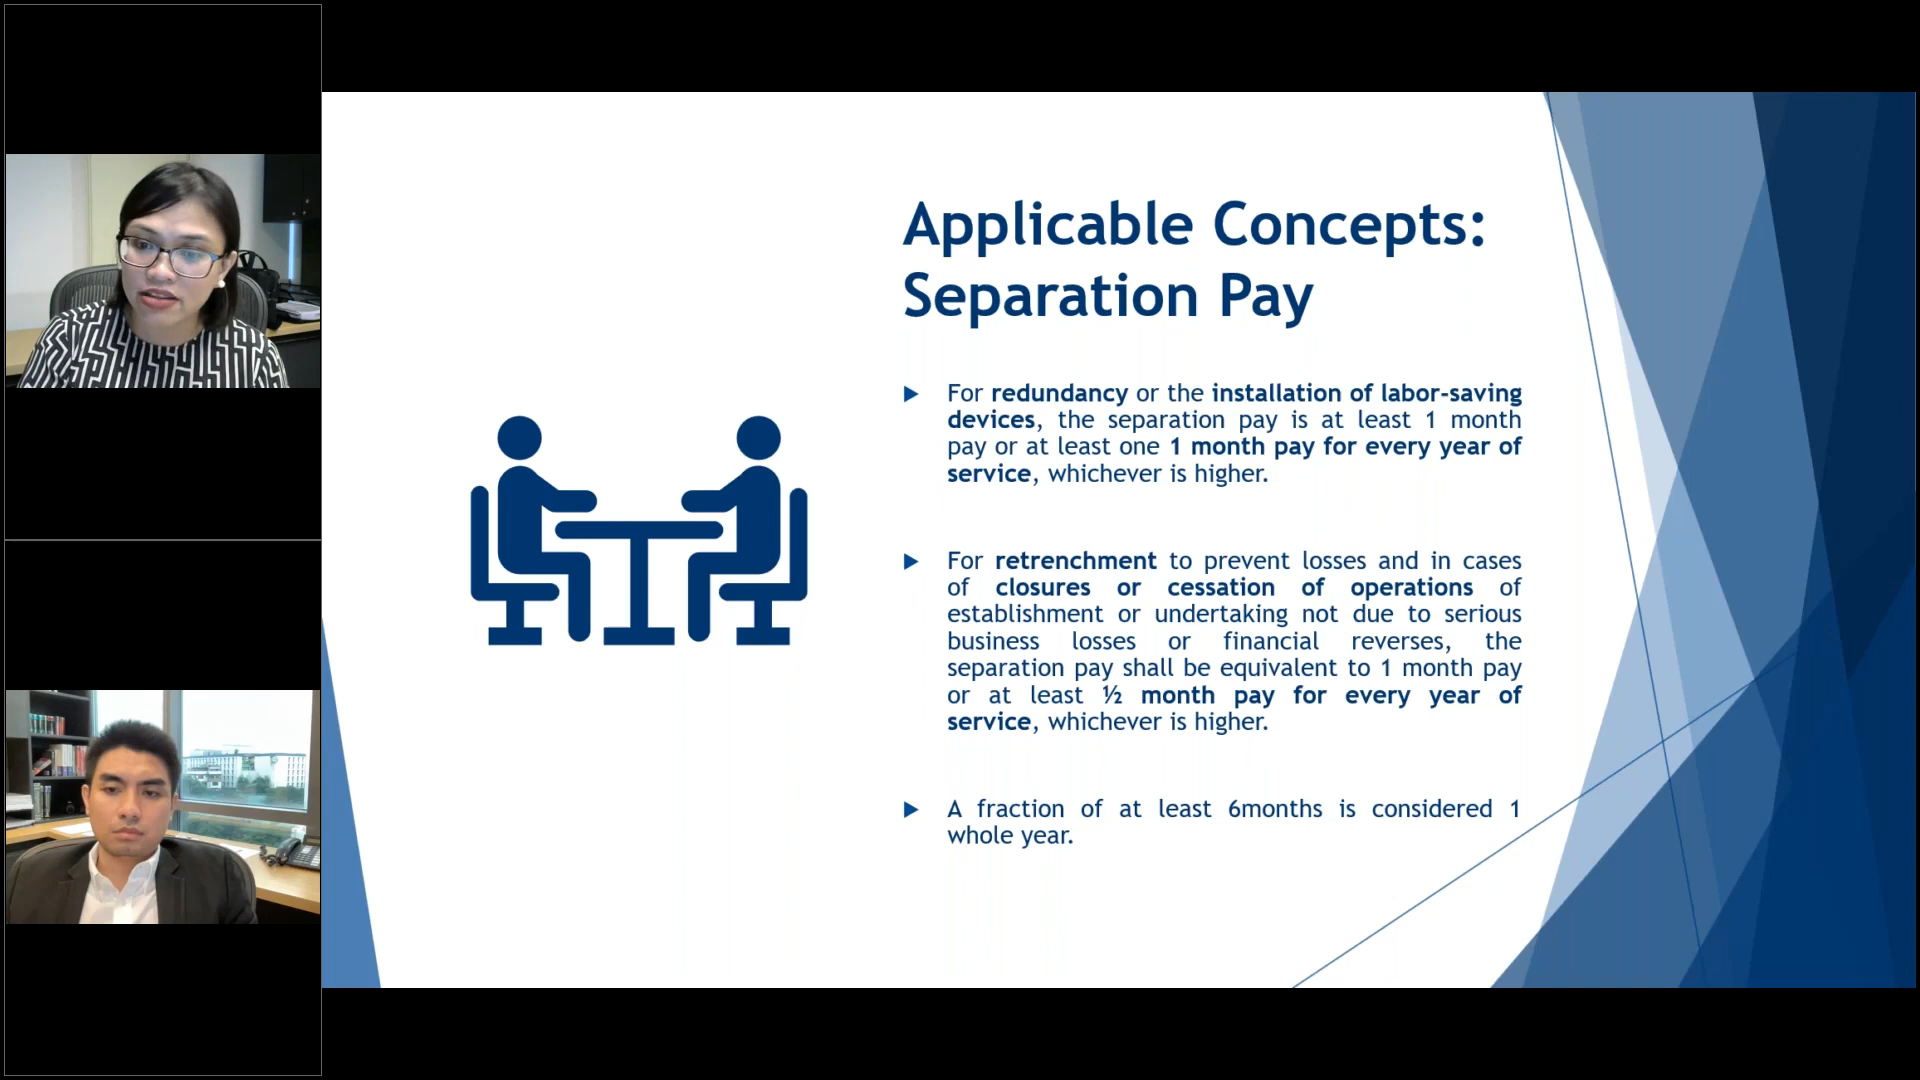 Applicable Concepts:
Separation Pay
For redundancy or the installation of labor-saving
devices, the separation pay is at least 1 month
pay or at least one 1 month pay for every year of
service, whichever is higher.
For retrenchment to prevent losses and in cases
of closures or cessation of operations of
establishment or undertaking not due to serious
business losses or financial reverses, the
separation pay shall be equivalent to 1 month pay
or at least ½ month pay for every year of
service, whichever is higher.
A fraction of at least 6months is considered 1
whole year.